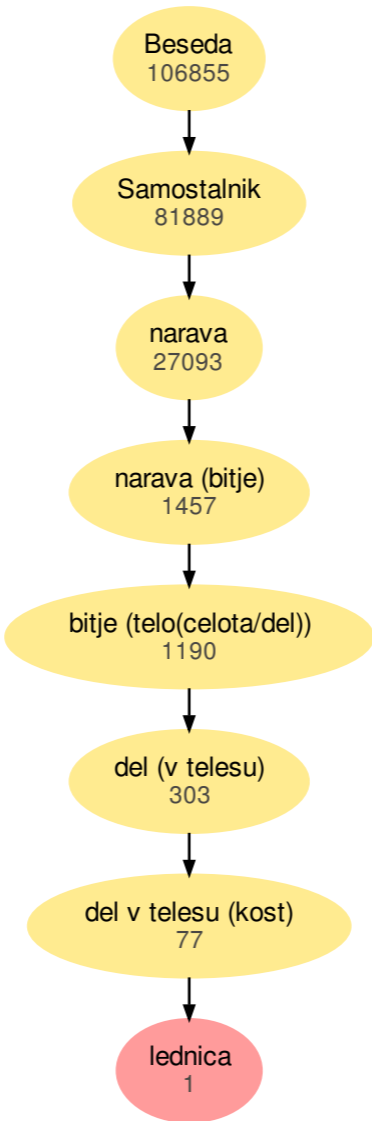 Beseda
106855
Samostalnik
81889
narava
27093
narava (bitje)
1457
bitje (telo(celota/del))
1190
del (v telesu)
303
del v telesu (kost)
77
lednica
1